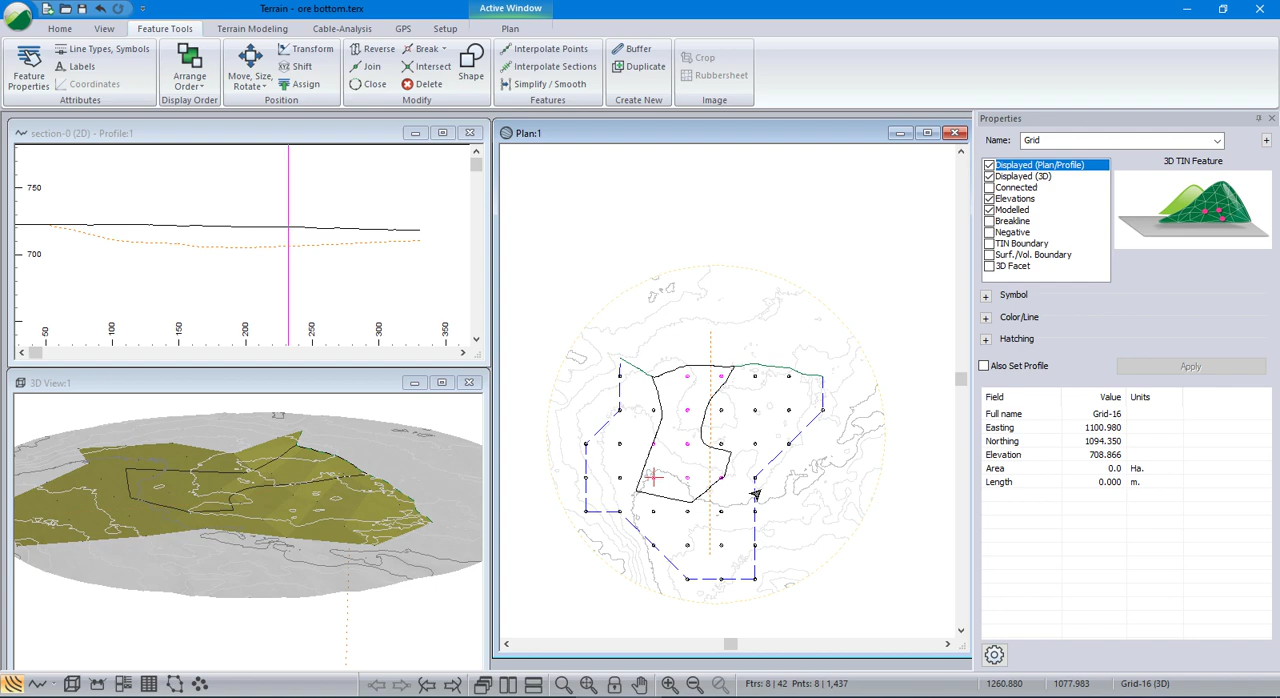 Terrain - ore bottom.terx
Active Window
Home View Feature Tools Terrain Modeling Cable-Analysis GPS Setup Plan
Feature Properties
Line Types, Symbols
Labels
Coordinates
Attributes
Arrange Order
Display Order
Move, Size, Rotate
Transform
Shift
Assign
Position
Reverse
Join
Close
Break
Intersect
Delete
Shape
Modify
Interpolate Points
Interpolate Sections
Simplify / Smooth
Features
Buffer
Duplicate
Create New
Crop
Rubbersheet
Image
section-0 (2D) - Profile:1
750
700
50 100 150 200 250 300 350
3D View:1
Plan:1
Properties
Name: Grid
Displayed (Plan/Profile)
Displayed (3D)
Connected
Elevations
Modelled
Breakline
Negative
TIN Boundary
Surf./Vol. Boundary
3D Facet
3D TIN Feature
Symbol
Color/Line
Hatching
Also Set Profile
Apply
Field Value Units
Full name Grid-16
Easting 1100.980
Northing 1094.350
Elevation 708.866
Area 0.0 Ha.
Length 0.000 m.
Ftrs: 8 | 42 Pnts: 8 | 1,437
1260.880 1077.983 Grid-16 (3D)